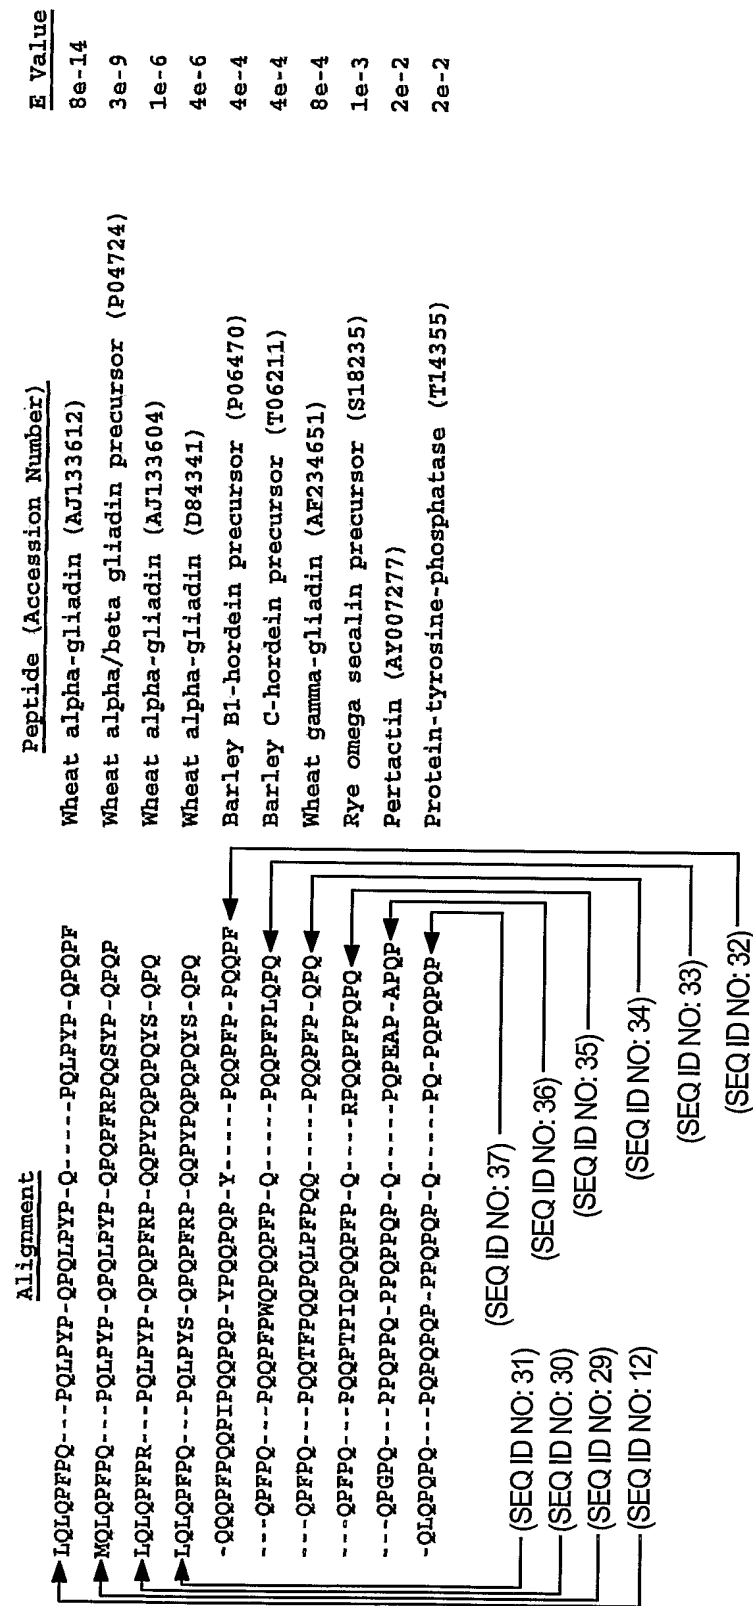 Alignment Peptide (Accession Number) E Value
LQLQPFPQ---PQLPYP-QPQLPYP-Q-----PQLPYP-QPQPF Wheat alpha-gliadin (AJ133612) 8e-14
MQLQPFPQ---PQLPYP-QPQLPYP-QPQPFRPQQSYP-QPQP Wheat alpha/beta gliadin precursor (P04724) 3e-9
LQLQPFPR---PQLPYP-QPQPFRP-QQPYPQPQPQYS-QPQ Wheat alpha-gliadin (AJ133604) 1e-6
LQLQPFPQ---PQLPYS-QPQPFRP-QQPYPQPQPQYS-QPQ Wheat alpha-gliadin (D84341) 4e-6
-QQQPFPQQPIPQQPQP-YPQQPQP-Y-----PQQPFP-PQQPF Barley B1-hordein precursor (P06470) 4e-4
---QPFPQ---PQQPFPWQPQQPFP-Q-----PQQPFPLQPQ Barley C-hordein precursor (T06211) 4e-4
---QPFPQ---PQQTFPQQPQLPFPQQ-----PQQPFP-QPQ Wheat gamma-gliadin (AF234651) 8e-4
---QPFPQ---PQQPTPIQPQQPFP-Q----RPQQPFPQPQ Rye omega secalin precursor (S18235) 1e-3
---QPGPQ---PPQPPQ-PPQPPQP-Q-----PQPEAP-APQP Pertactin (AY007277) 2e-2
-QLQPQPQ---PQPQPQP-PPQPQP-Q-----PQ-PQPQPQP Protein-tyrosine-phosphatase (T14355) 2e-2
(SEQ ID NO: 31)
(SEQ ID NO: 30)
(SEQ ID NO: 29)
(SEQ ID NO: 12)
(SEQ ID NO: 37)
(SEQ ID NO: 36)
(SEQ ID NO: 35)
(SEQ ID NO: 34)
(SEQ ID NO: 33)
(SEQ ID NO: 32)